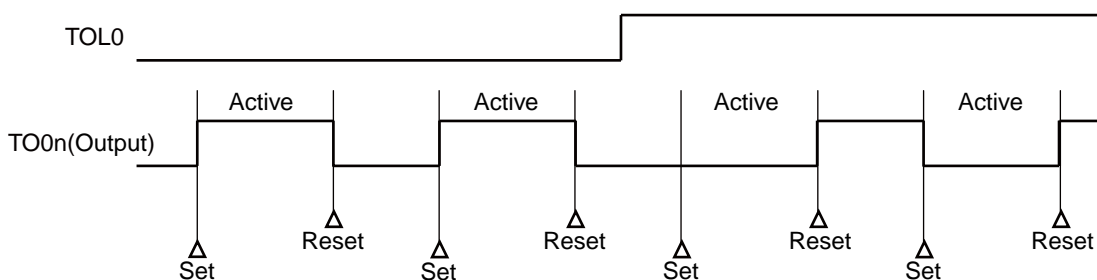 TOL0
Active Active Active Active
TO0n(Output)
Reset Reset Reset Reset
Set Set Set Set